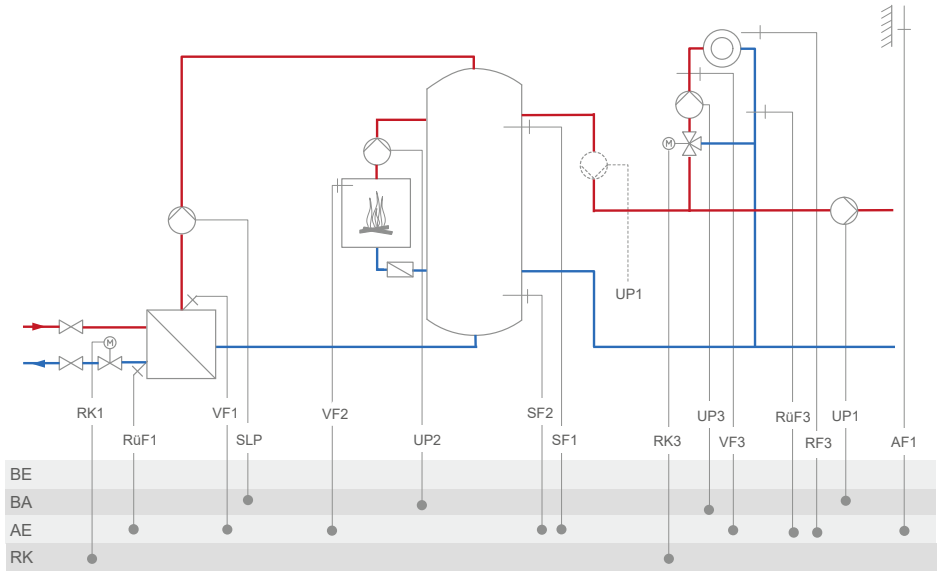 M
UP1
M
RK1
VF1
VF2
SF2
UP3
RüF3
UP1
RüF1
SLP
UP2
SF1
RK3
VF3
RF3
AF1
BE
BA
AE
RK